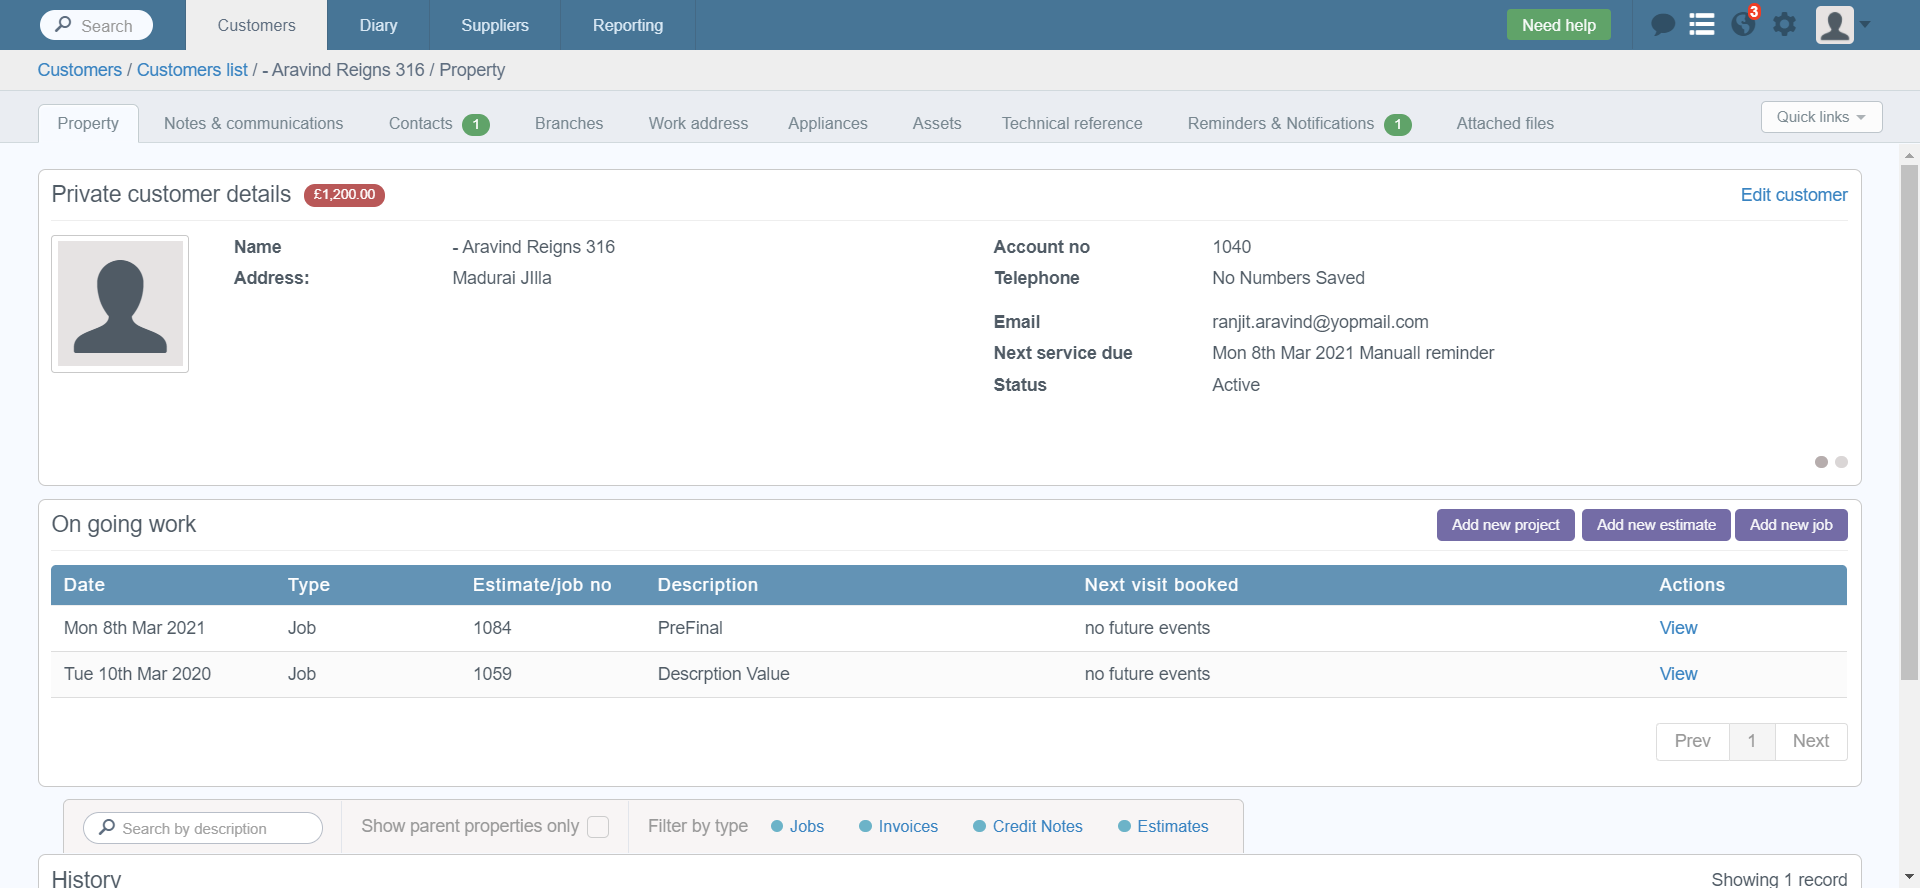 Search
Customers
Diary
Suppliers
Reporting
Need help
3
Customers / Customers list / - Aravind Reigns 316 / Property
Property
Notes & communications
Contacts 1
Branches
Work address
Appliances
Assets
Technical reference
Reminders & Notifications 1
Attached files
Quick links
Private customer details £1,200.00
Edit customer
Name - Aravind Reigns 316
Address: Madurai JIlla
Account no 1040
Telephone No Numbers Saved
Email ranjit.aravind@yopmail.com
Next service due Mon 8th Mar 2021 Manuall reminder
Status Active
On going work
Add new project
Add new estimate
Add new job
Date Type Estimate/job no Description Next visit booked Actions
Mon 8th Mar 2021 Job 1084 PreFinal no future events View
Tue 10th Mar 2020 Job 1059 Descrption Value no future events View
Prev 1 Next
Search by description
Show parent properties only
Filter by type Jobs Invoices Credit Notes Estimates
History
Showing 1 record